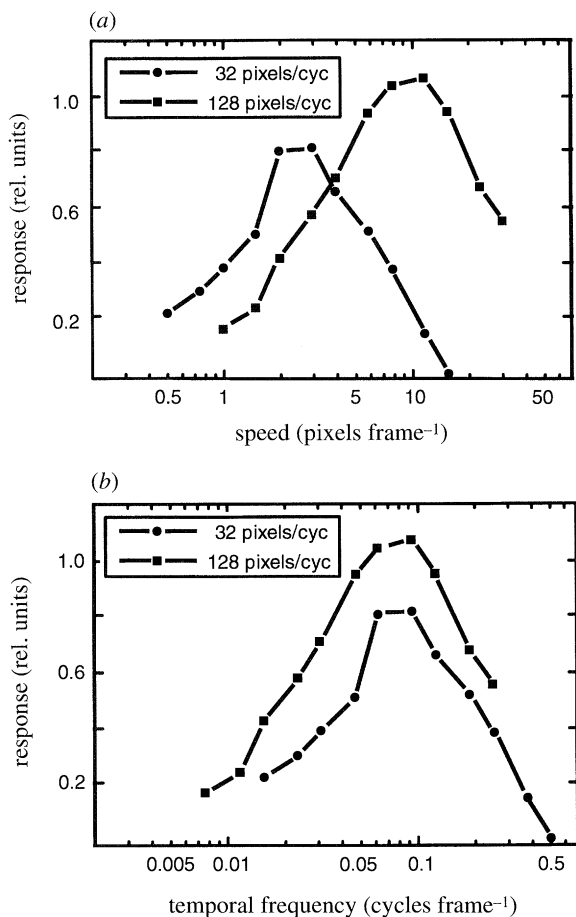 (a)
32 pixels/cyc
128 pixels/cyc
1.0
0.6
0.2
response (rel. units)
0.5 1 5 10 50
speed (pixels frame⁻¹)
(b)
32 pixels/cyc
128 pixels/cyc
1.0
0.6
0.2
response (rel. units)
0.005 0.01 0.05 0.1 0.5
temporal frequency (cycles frame⁻¹)